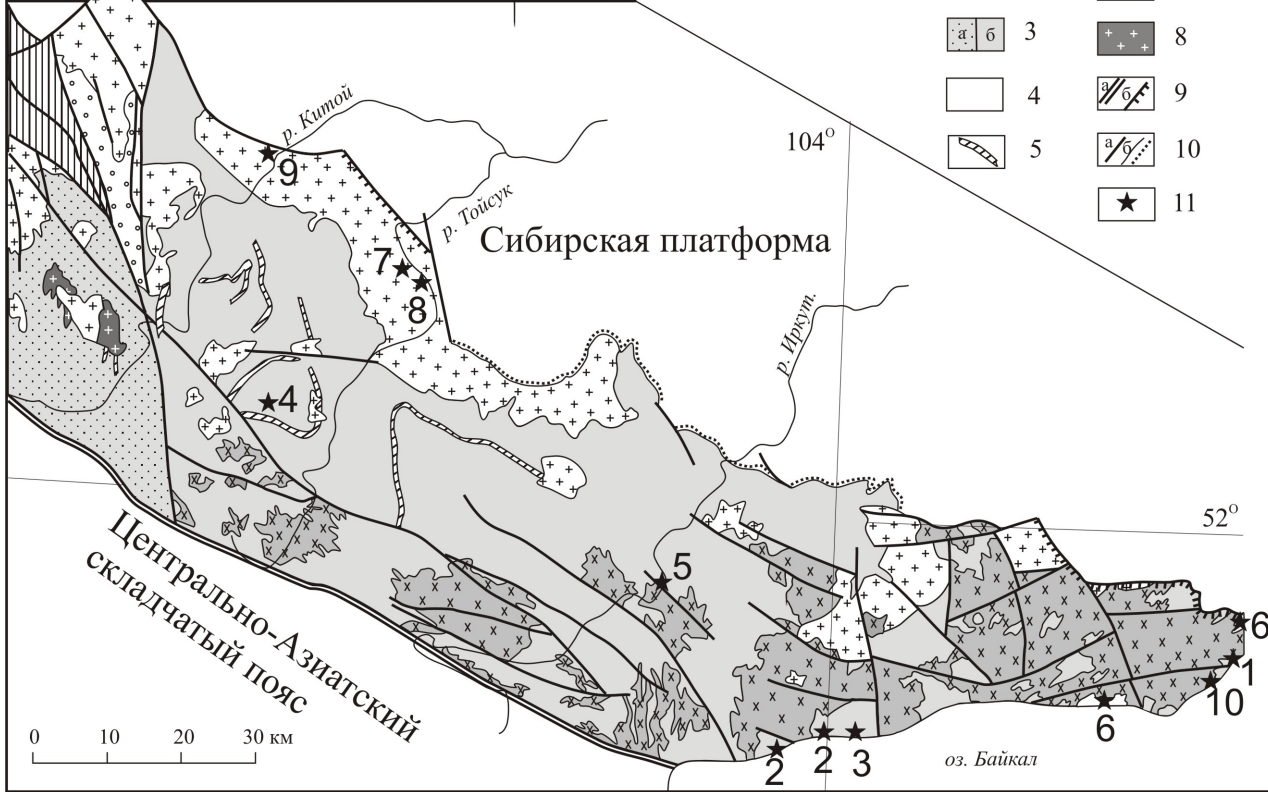 а б 3
8
4
а б 9
5
а б 10
11
104°
р. Китой
9
р. Тойсук
Сибирская платформа
7
8
р. Иркут.
4
52°
5
Центрально-Азиатский
складчатый пояс
6
1
10
6
2
2
3
0 10 20 30 км
оз. Байкал